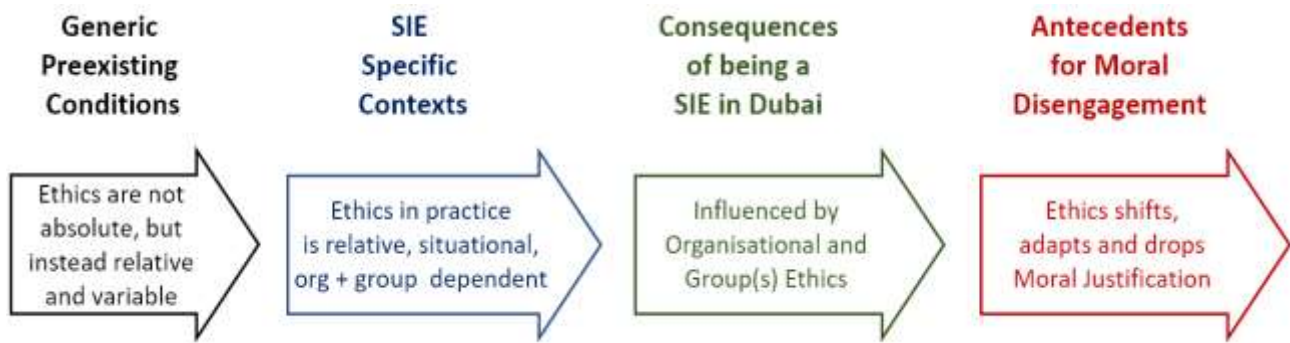 Generic
Preexisting
Conditions
SIE
Specific
Contexts
Consequences
of being a
SIE in Dubai
Antecedents
for Moral
Disengagement
Ethics are not
absolute, but
instead relative
and variable
Ethics in practice
is relative, situational,
org + group dependent
Influenced by
Organisational and
Group(s) Ethics
Ethics shifts,
adapts and drops
Moral Justification